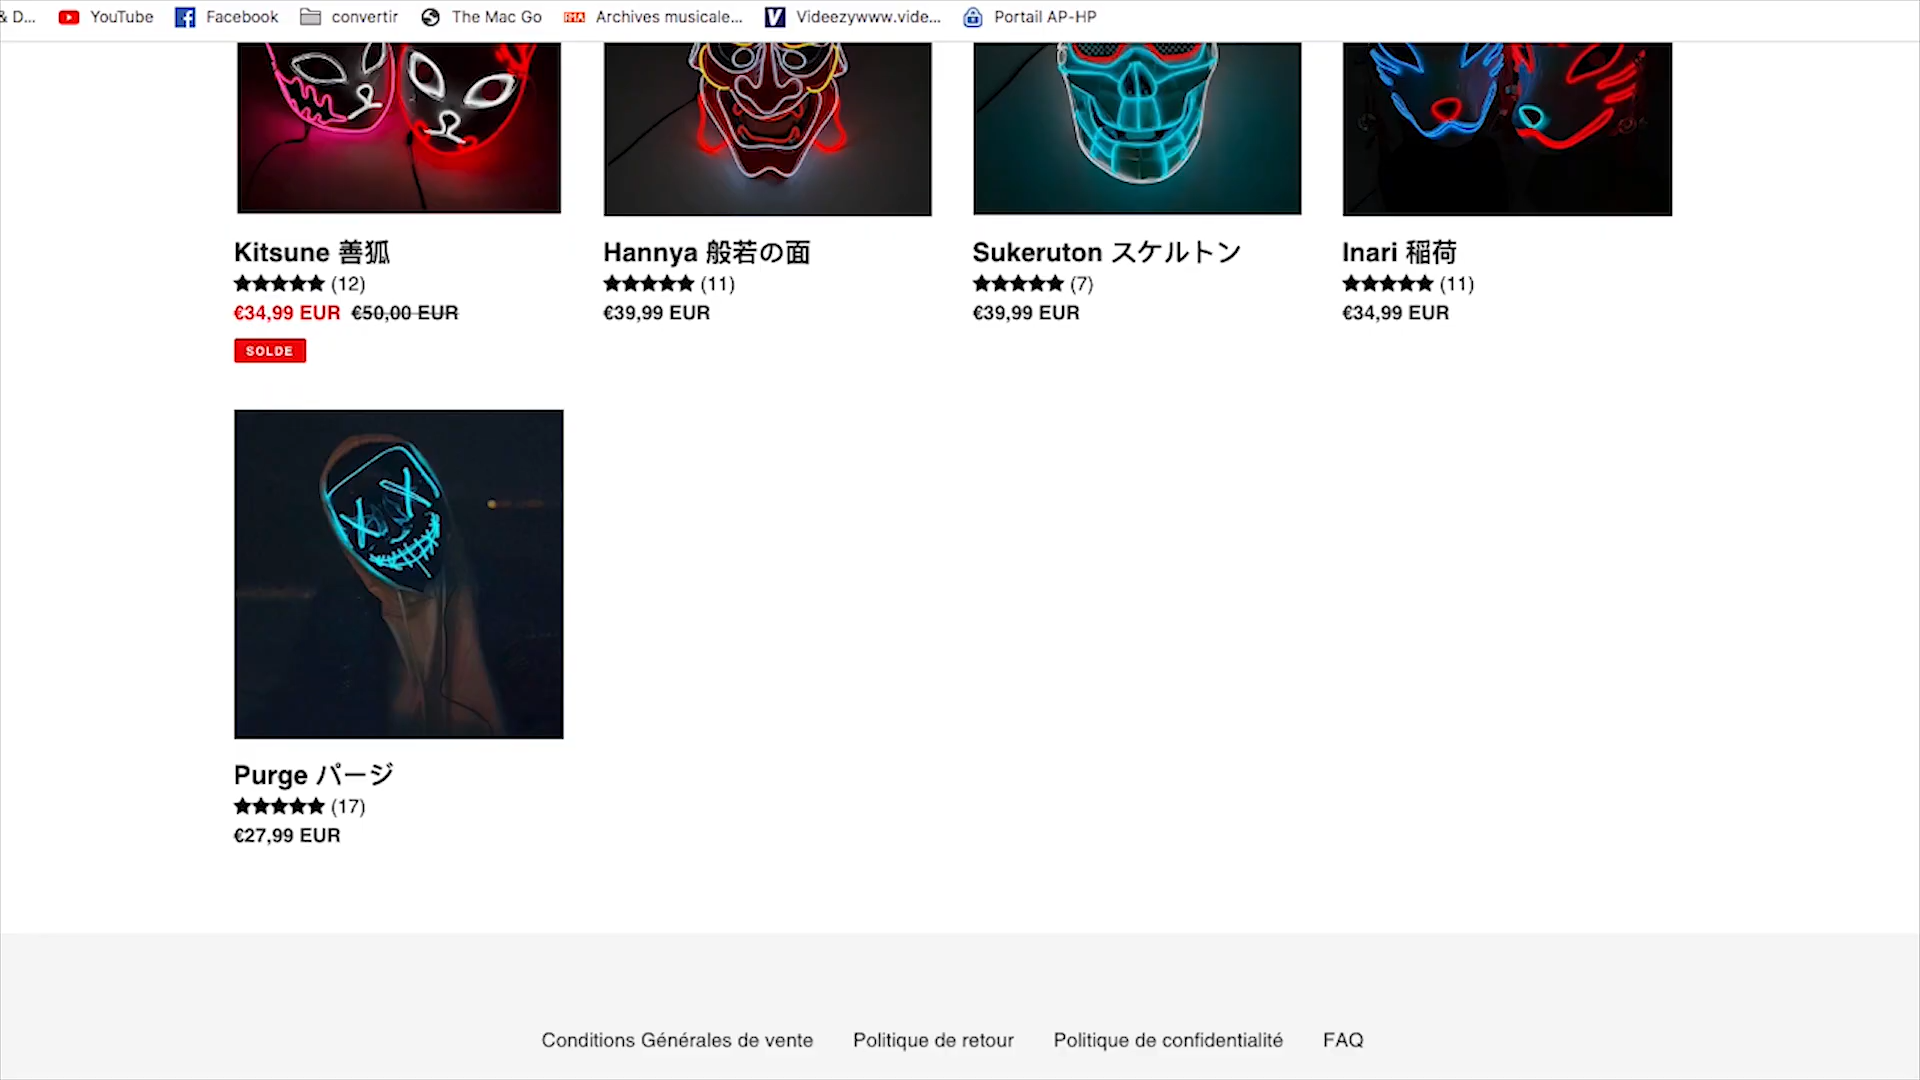 & D... YouTube Facebook convertir The Mac Go Archives musicale... Videezywww.vide... Portail AP-HP
Kitsune 善狐 Hannya 般若の面 Sukeruton スケルトン Inari 稲荷
★★★★★ (12) ★★★★★ (11) ★★★★★ (7) ★★★★★ (11)
€34,99 EUR €50,00 EUR €39,99 EUR €39,99 EUR €34,99 EUR
SOLDE
Purge パージ
★★★★★ (17)
€27,99 EUR
Conditions Générales de vente Politique de retour Politique de confidentialité FAQ